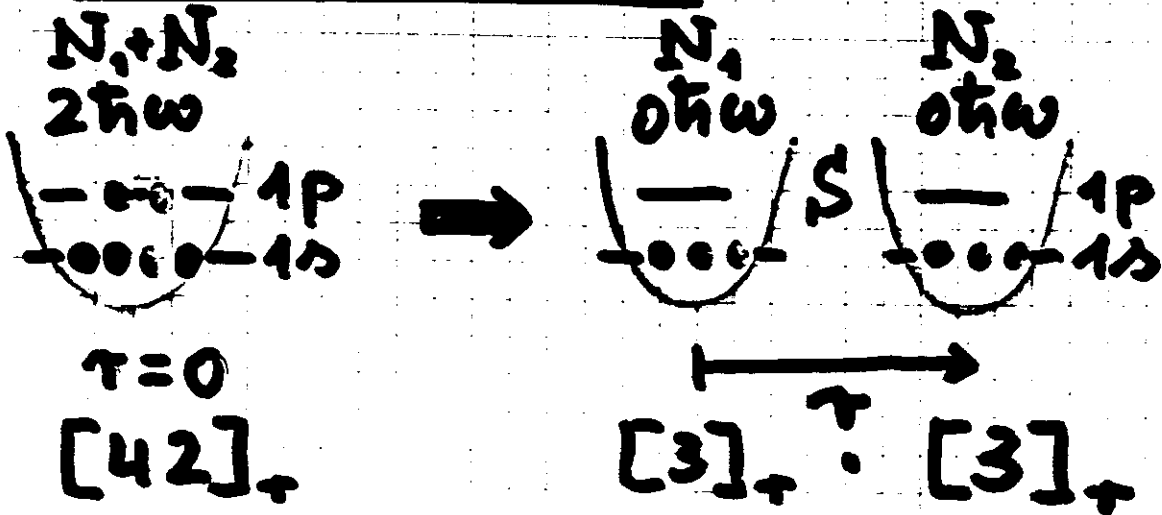 N₁+N₂ N₁ N₂
2ħω 0ħω 0ħω
1p S 1p
1s 1s
r=0 r
[42]ᵣ [3]ᵣ · [3]ᵣ